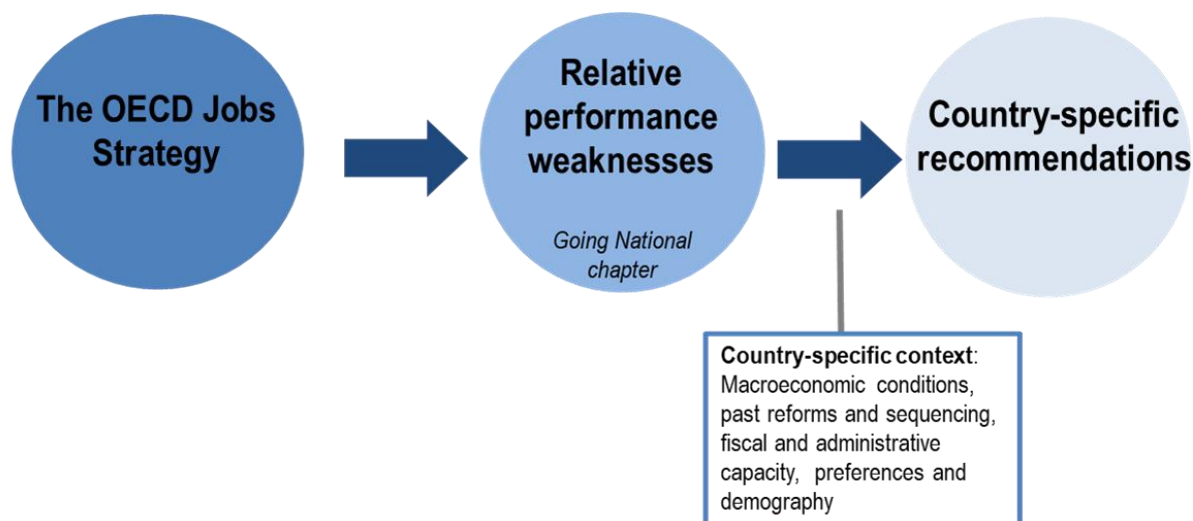 The OECD Jobs
Strategy
Relative
performance
weaknesses
Going National
chapter
Country-specific
recommendations
Country-specific context:
Macroeconomic conditions,
past reforms and sequencing,
fiscal and administrative
capacity, preferences and
demography